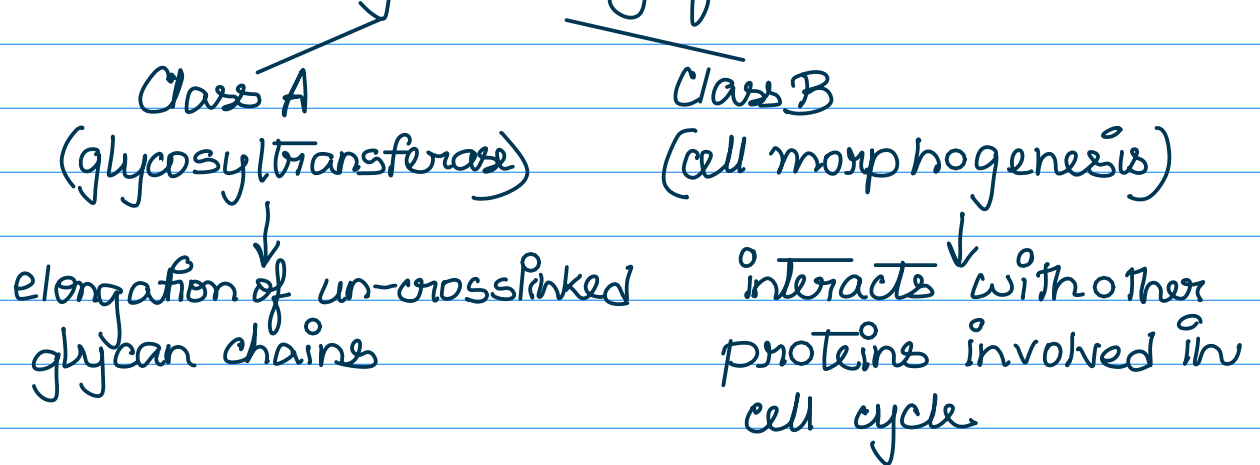 Class A Class B
(glycosyltransferase) (cell morphogenesis)
elongation of un-crosslinked interacts with other
glycan chains proteins involved in
cell cycle